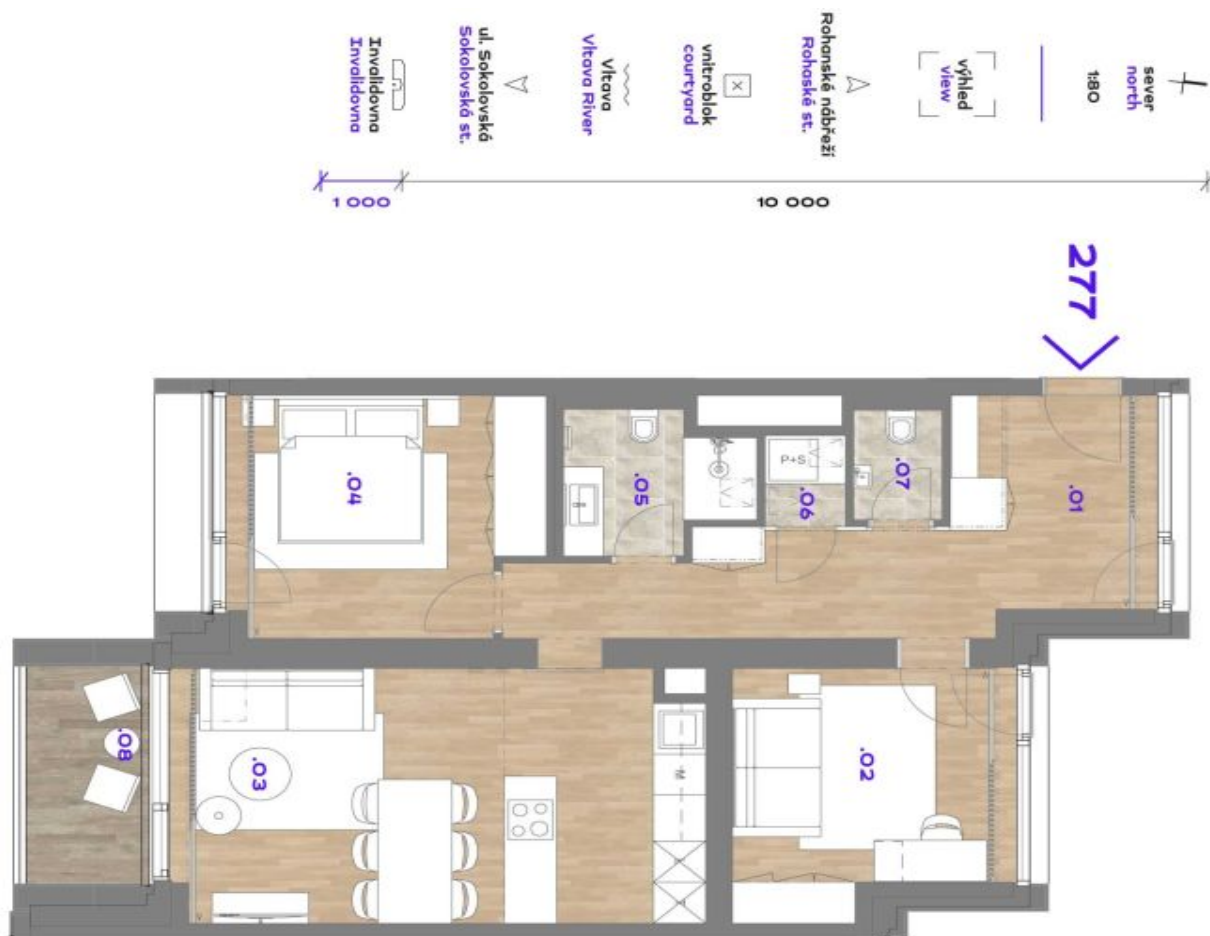 sever
north
1:80
výhled
view
Rohanské nábřeží
Rohaské st.
x
vnitroblok
courtyard
Vltava
Vltava River
ul. Sokolovská
Sokolovská st.
Invalidovna
Invalidovna
10 000
1 000
277
.01
.07
P+S
.06
.05
.04
.02
M
.03
.08